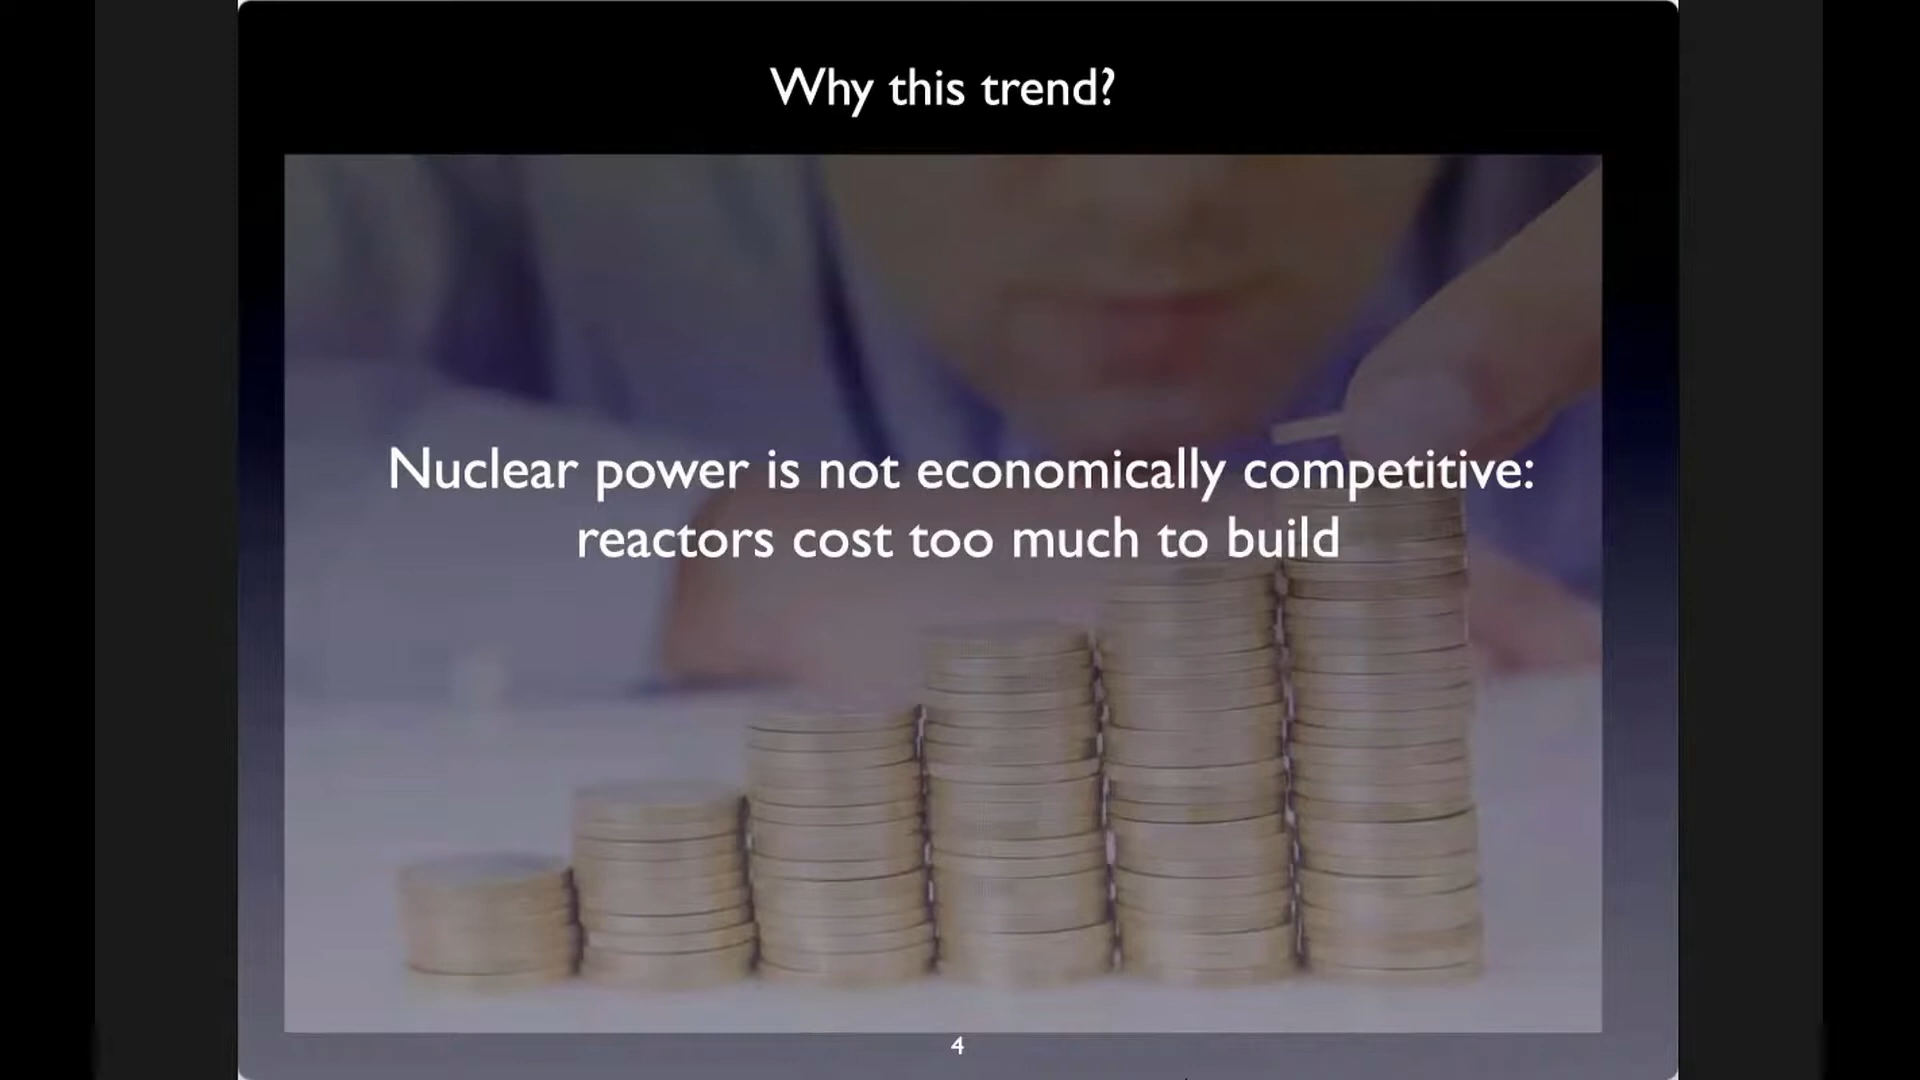 Why this trend?
Nuclear power is not economically competitive:
reactors cost too much to build
4